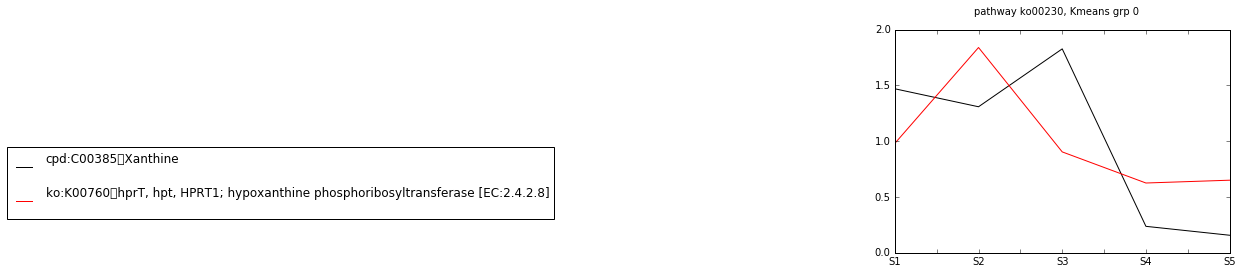 pathway ko00230, Kmeans grp 0
2.0
1.5
1.0
0.5
0.0
S1 S2 S3 S4 S5
cpd:C00385▯Xanthine
ko:K00760▯hprT, hpt, HPRT1; hypoxanthine phosphoribosyltransferase [EC:2.4.2.8]